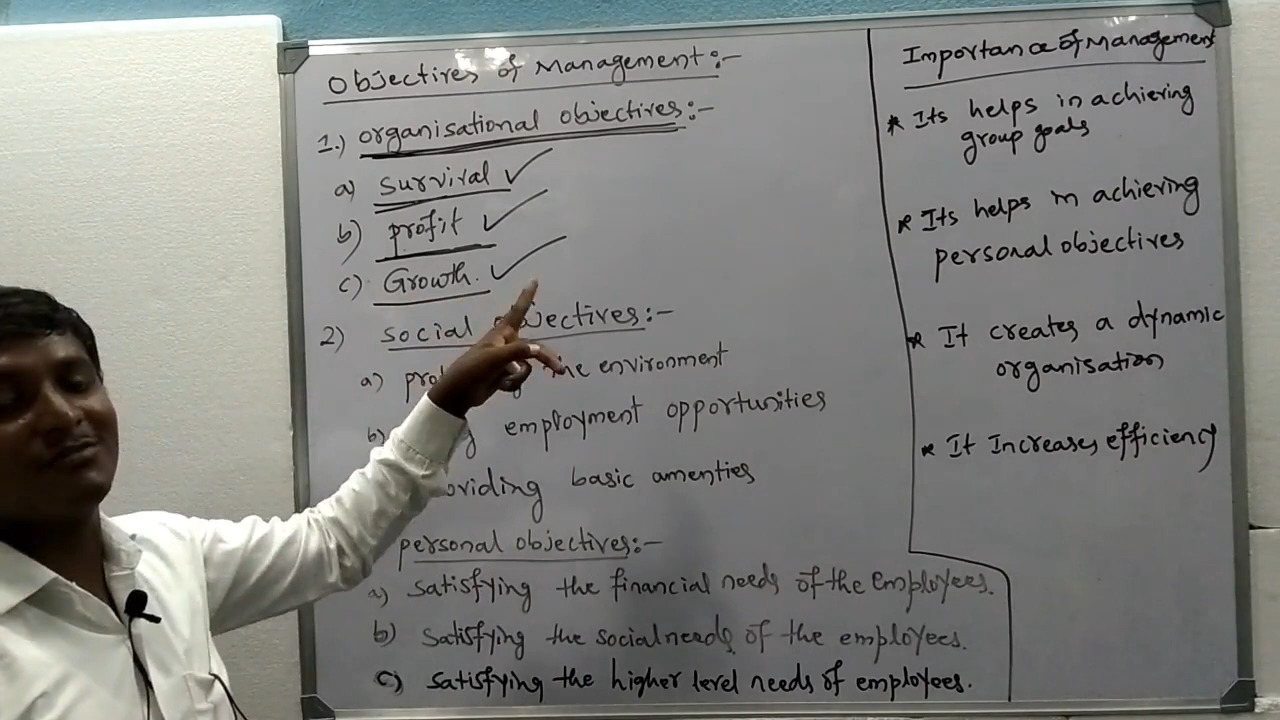 Objectives of Management:-
1.) organisational objectives:-
a) Survival ✓
b) profit ✓
c) Growth. ✓
2) social objectives:-
a) the environment
b) employment opportunities
basic amenties
personal objectives:-
a) satisfying the financial needs of the Employees.
b) satisfying the social needs of the employees.
c) satisfying the higher level needs of employees.
Importance of Management
* Its helps in achieving
group goals
* Its helps in achieving
personal objectives
* It creates a dynamic
organisation
* It Increases efficiency